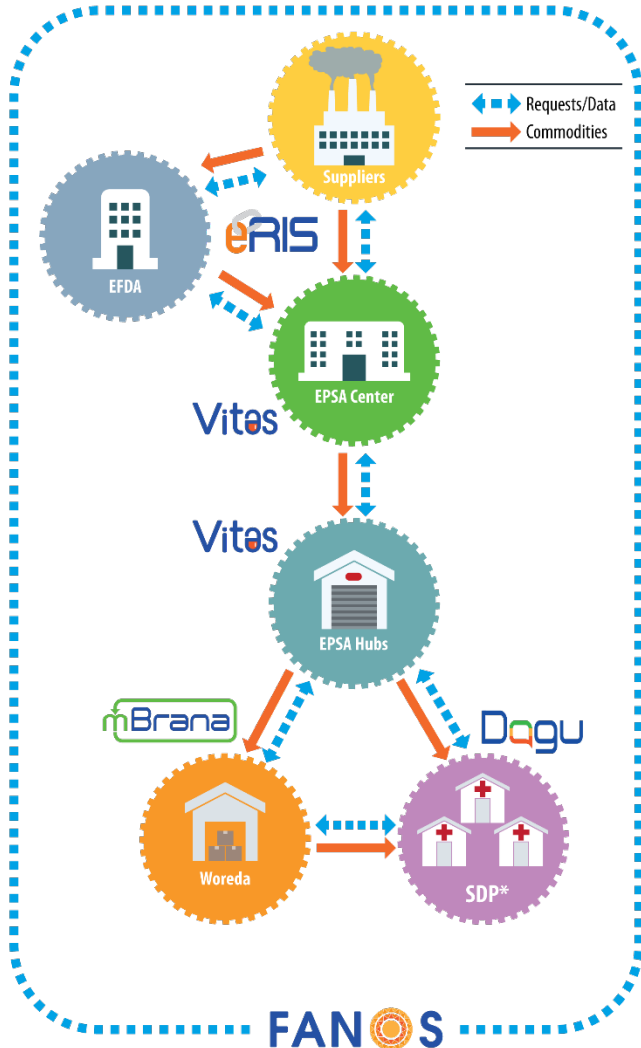 Requests/Data
Commodities
Suppliers
EFDA
eRIS
EPSA Center
Vitas
Vitas
EPSA Hubs
mBrana
Dagu
Woreda
SDP*
FANOS